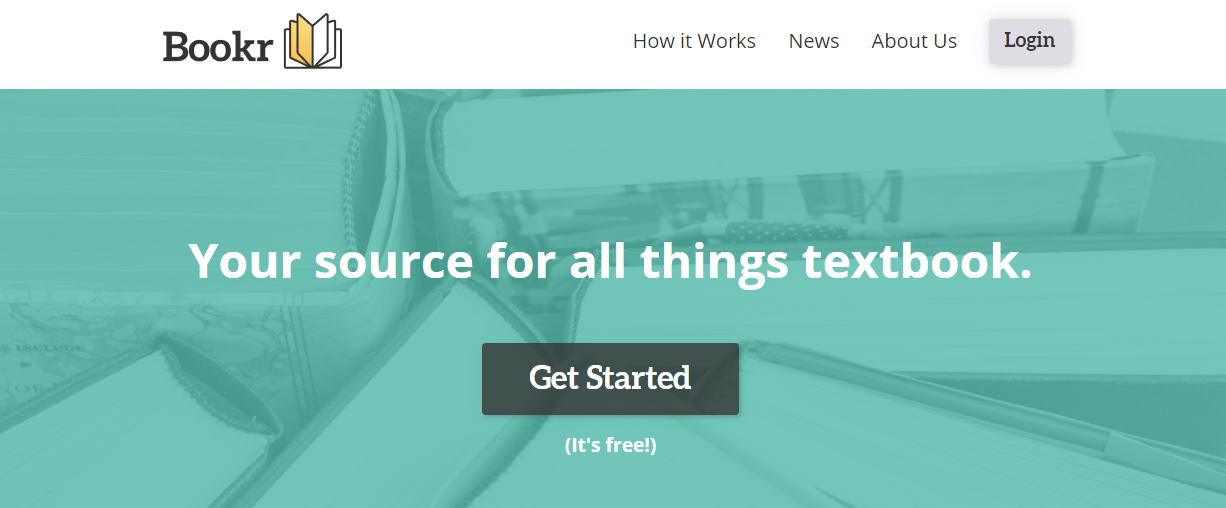 Bookr
How it Works
News
About Us
Login
Your source for all things textbook.
Get Started
(It's free!)